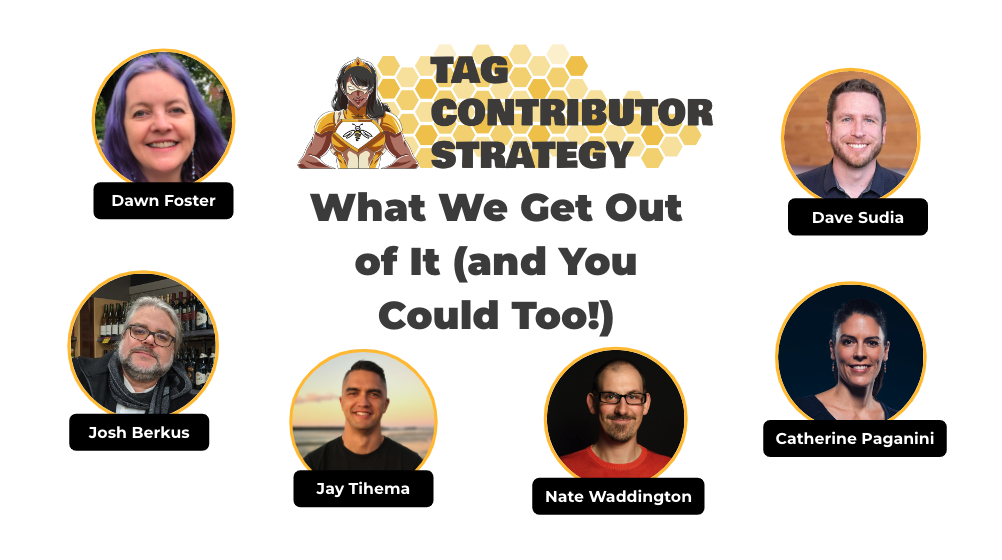 TAG
CONTRIBUTOR
STRATEGY
What We Get Out
of It (and You
Could Too!)
Dawn Foster
Dave Sudia
Josh Berkus
Catherine Paganini
Jay Tihema
Nate Waddington